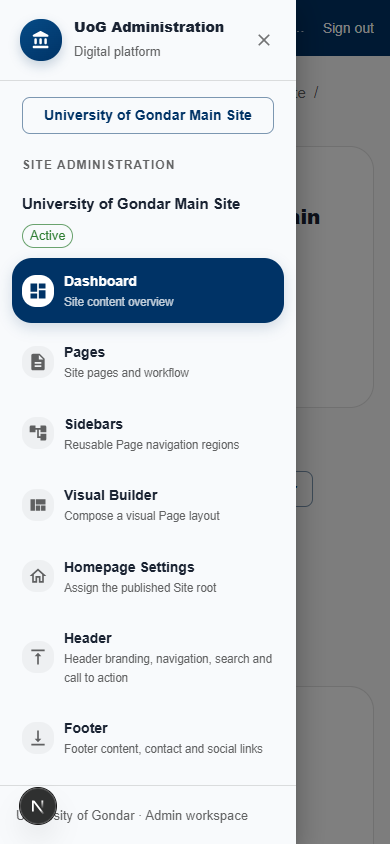 UoG Administration
Digital platform
Sign out
te /
University of Gondar Main Site
ain
SITE ADMINISTRATION
University of Gondar Main Site
Active
Dashboard
Site content overview
Pages
Site pages and workflow
Sidebars
Reusable Page navigation regions
Visual Builder
Compose a visual Page layout
Homepage Settings
Assign the published Site root
Header
Header branding, navigation, search and
call to action
Footer
Footer content, contact and social links
N
sity of Gondar · Admin workspace